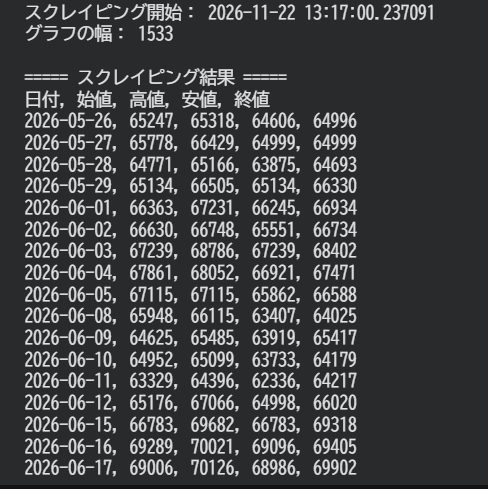 スクレイピング開始： 2026-11-22 13:17:00.237091
グラフの幅： 1533
===== スクレイピング結果 =====
日付, 始値, 高値, 安値, 終値
2026-05-26, 65247, 65318, 64606, 64996
2026-05-27, 65778, 66429, 64999, 64999
2026-05-28, 64771, 65166, 63875, 64693
2026-05-29, 65134, 66505, 65134, 66330
2026-06-01, 66363, 67231, 66245, 66934
2026-06-02, 66630, 66748, 65551, 66734
2026-06-03, 67239, 68786, 67239, 68402
2026-06-04, 67861, 68052, 66921, 67471
2026-06-05, 67115, 67115, 65862, 66588
2026-06-08, 65948, 66115, 63407, 64025
2026-06-09, 64625, 65485, 63919, 65417
2026-06-10, 64952, 65099, 63733, 64179
2026-06-11, 63329, 64396, 62336, 64217
2026-06-12, 65176, 67066, 64998, 66020
2026-06-15, 66783, 69682, 66783, 69318
2026-06-16, 69289, 70021, 69096, 69405
2026-06-17, 69006, 70126, 68986, 69902